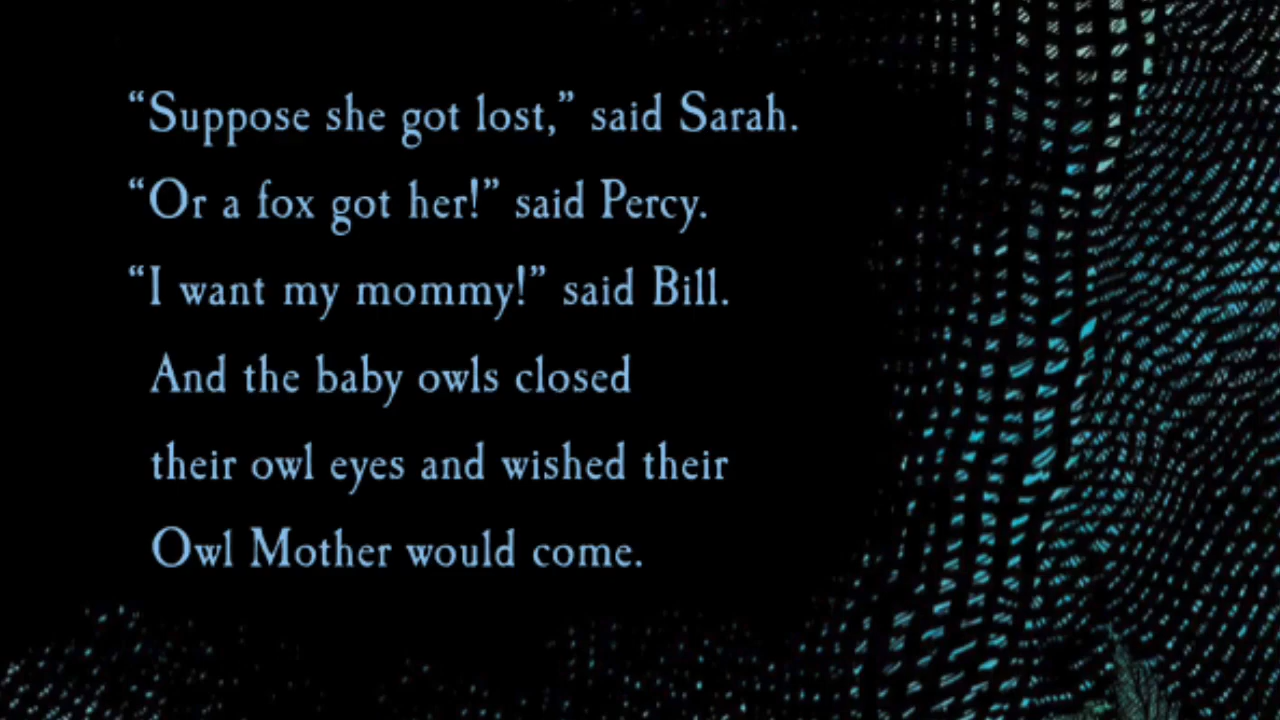 “Suppose she got lost,” said Sarah.
“Or a fox got her!” said Percy.
“I want my mommy!” said Bill.
And the baby owls closed
their owl eyes and wished their
Owl Mother would come.